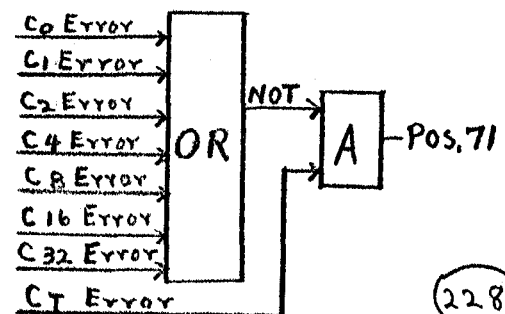 C0 Error
C1 Error
C2 Error
C4 Error
C8 Error
C16 Error
C32 Error
CT Error
OR
NOT
A
Pos.71
228